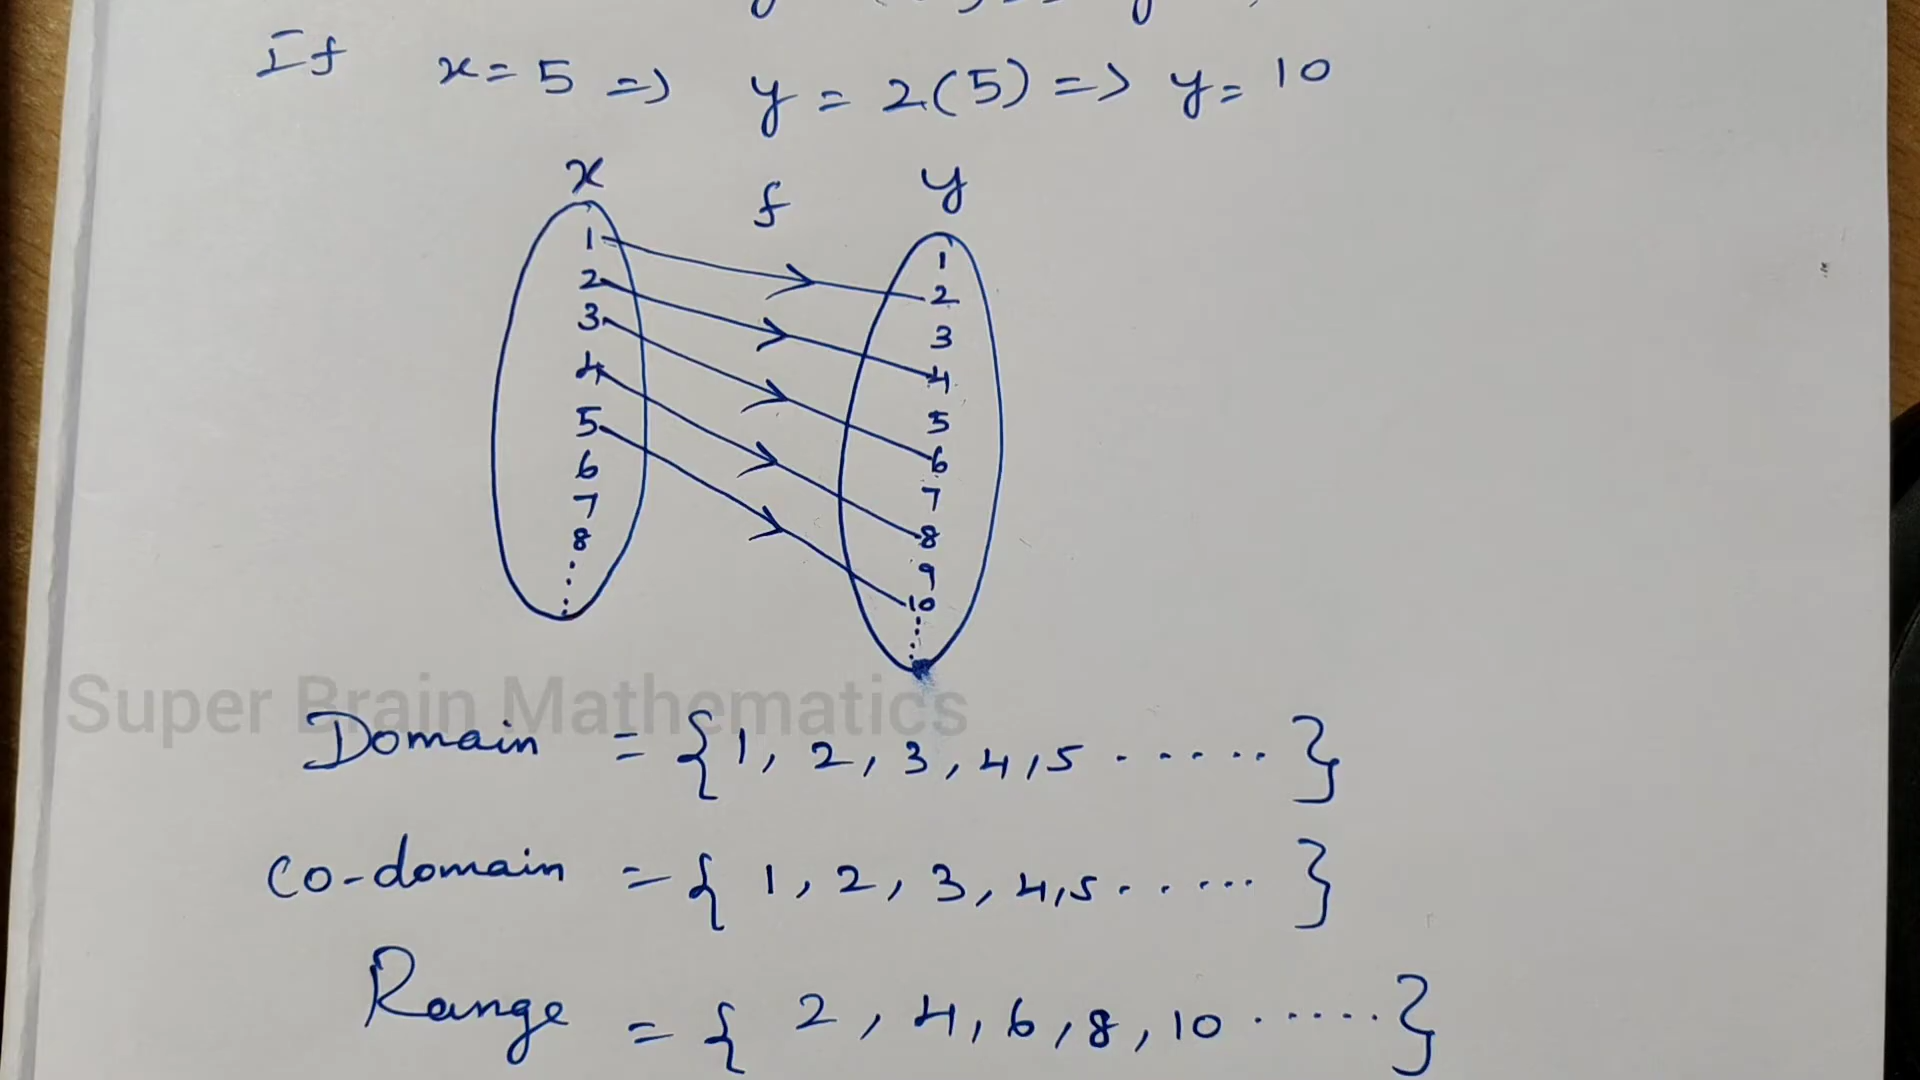 If x = 5 => y = 2(5) => y = 10
x f y
1 1
2 2
3 3
4 4
5 5
6 6
7 7
8 8
⋮ 9
10
⋮
Super Brain Mathematics
Domain = {1, 2, 3, 4, 5 ......}
co-domain = {1, 2, 3, 4, 5 ......}
Range = {2, 4, 6, 8, 10 ......}